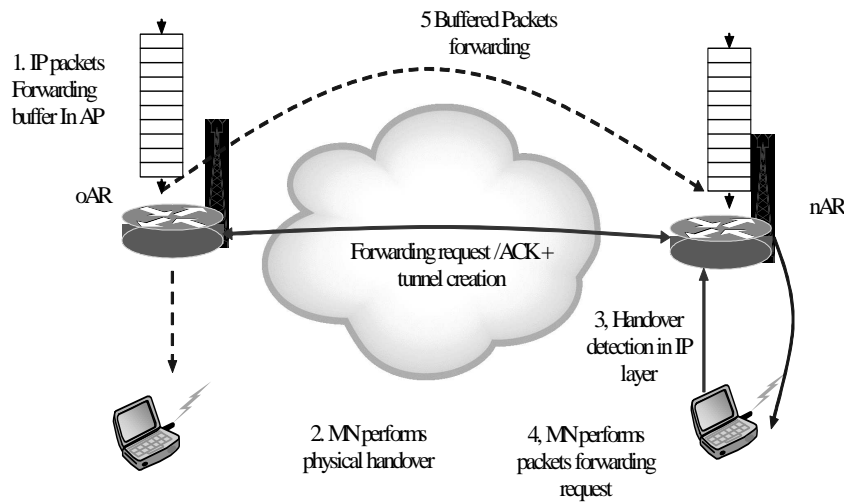 5 Buffered Packets
forwarding
1. IP packets
Forwarding
buffer In AP
oAR
nAR
Forwarding request /ACK +
tunnel creation
3, Handover
detection in IP
layer
2. MN performs
physical handover
4, MN performs
packets forwarding
request